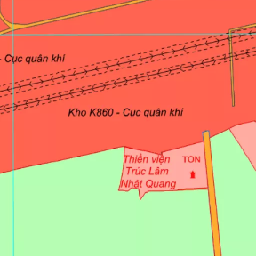 - Cục quân khí
Kho K860 - Cục quân khí
Thiền viện
Trúc Lâm
Nhật Quang
TON